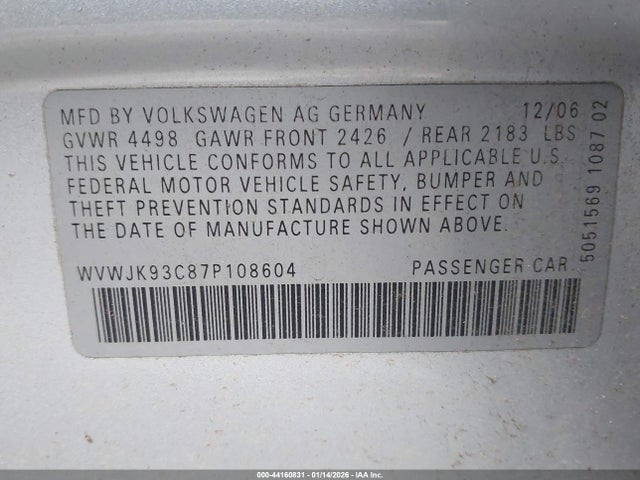 MFD BY VOLKSWAGEN AG GERMANY 12/06
GVWR 4498 GAWR FRONT 2426 / REAR 2183 LBS
THIS VEHICLE CONFORMS TO ALL APPLICABLE U.S.
FEDERAL MOTOR VEHICLE SAFETY, BUMPER AND
THEFT PREVENTION STANDARDS IN EFFECT ON
THE DATE OF MANUFACTURE SHOWN ABOVE.
WVWJK93C87P108604 PASSENGER CAR
5051569 1087 02
000-44160831 - 01/14/2026 - IAA Inc.